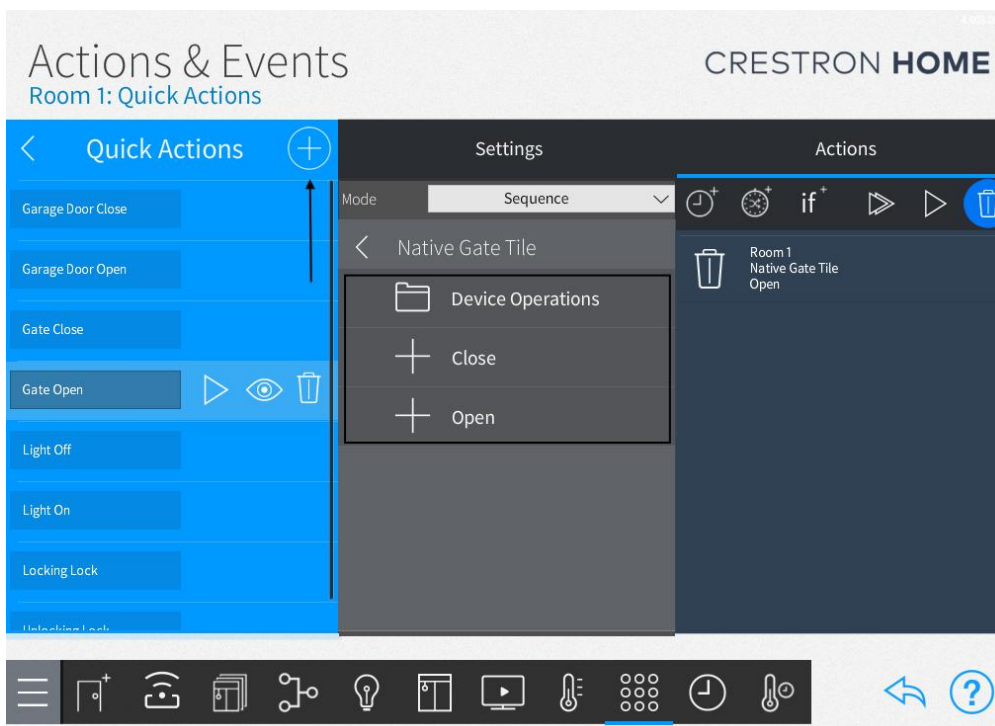 Actions & Events
CRESTRON HOME
Room 1: Quick Actions
Quick Actions
Settings
Actions
Mode
Sequence
if
Garage Door Close
Native Gate Tile
Room 1
Native Gate Tile
Open
Garage Door Open
Device Operations
Gate Close
Close
Gate Open
Open
Light Off
Light On
Locking Lock
Unlocking Lock
?